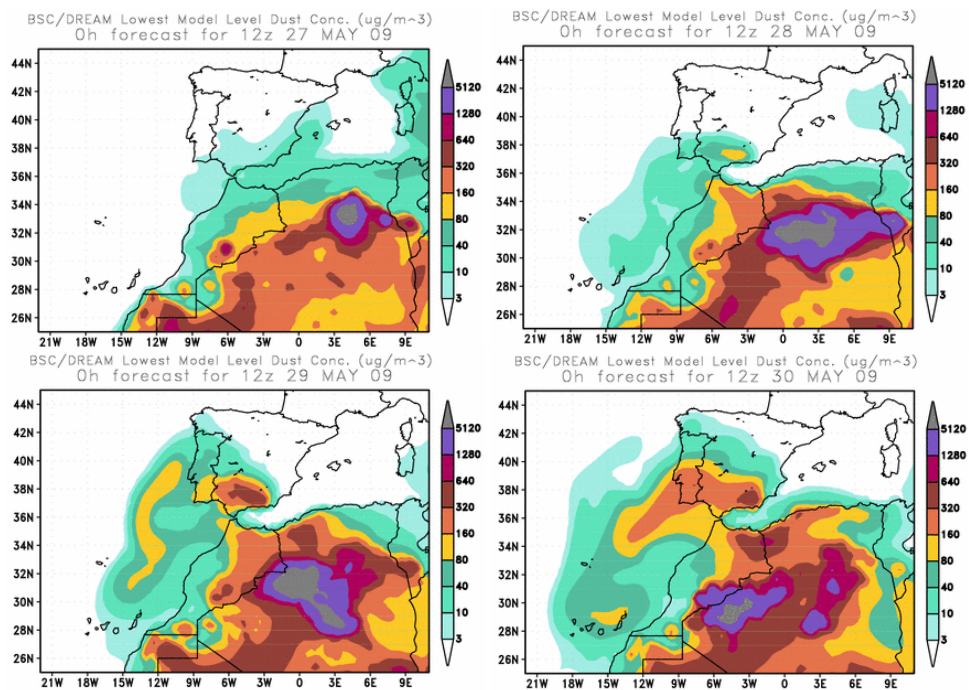 BSC/DREAM Lowest Model Level Dust Conc. (ug/m^3)
0h forecast for 12z 27 MAY 09
44N
42N
40N
38N
36N
34N
32N
30N
28N
26N
21W 18W 15W 12W 9W 6W 3W 0 3E 6E 9E
5120
1280
640
320
160
80
40
10
3
BSC/DREAM Lowest Model Level Dust Conc. (ug/m^3)
0h forecast for 12z 28 MAY 09
44N
42N
40N
38N
36N
34N
32N
30N
28N
26N
21W 18W 15W 12W 9W 6W 3W 0 3E 6E 9E
5120
1280
640
320
160
80
40
10
3
BSC/DREAM Lowest Model Level Dust Conc. (ug/m^3)
0h forecast for 12z 29 MAY 09
44N
42N
40N
38N
36N
34N
32N
30N
28N
26N
21W 18W 15W 12W 9W 6W 3W 0 3E 6E 9E
5120
1280
640
320
160
80
40
10
3
BSC/DREAM Lowest Model Level Dust Conc. (ug/m^3)
0h forecast for 12z 30 MAY 09
44N
42N
40N
38N
36N
34N
32N
30N
28N
26N
21W 18W 15W 12W 9W 6W 3W 0 3E 6E 9E
5120
1280
640
320
160
80
40
10
3